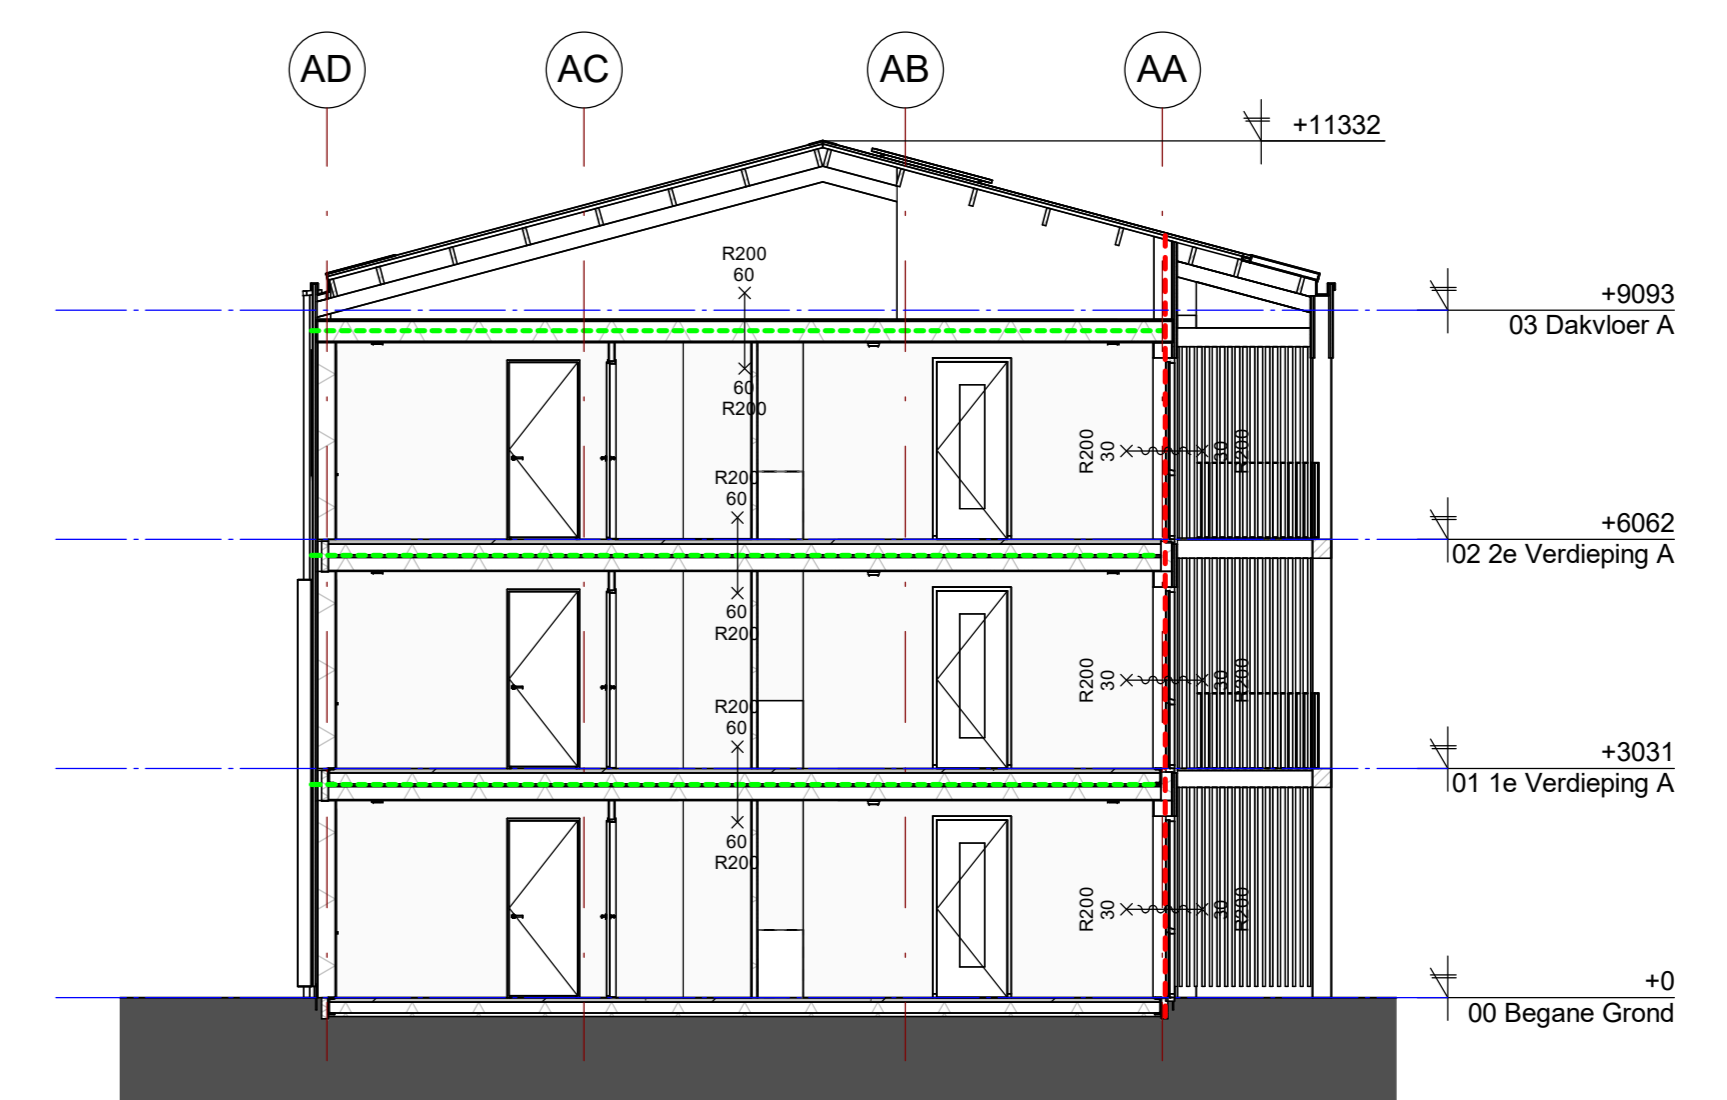 AD
AC
AB
AA
+11332
R200
60
+9093
03 Dakvloer A
60
R200
R200
30
30
R200
R200
60
+6062
02 2e Verdieping A
60
R200
R200
30
30
R200
R200
60
+3031
01 1e Verdieping A
60
R200
R200
30
30
R200
+0
00 Begane Grond